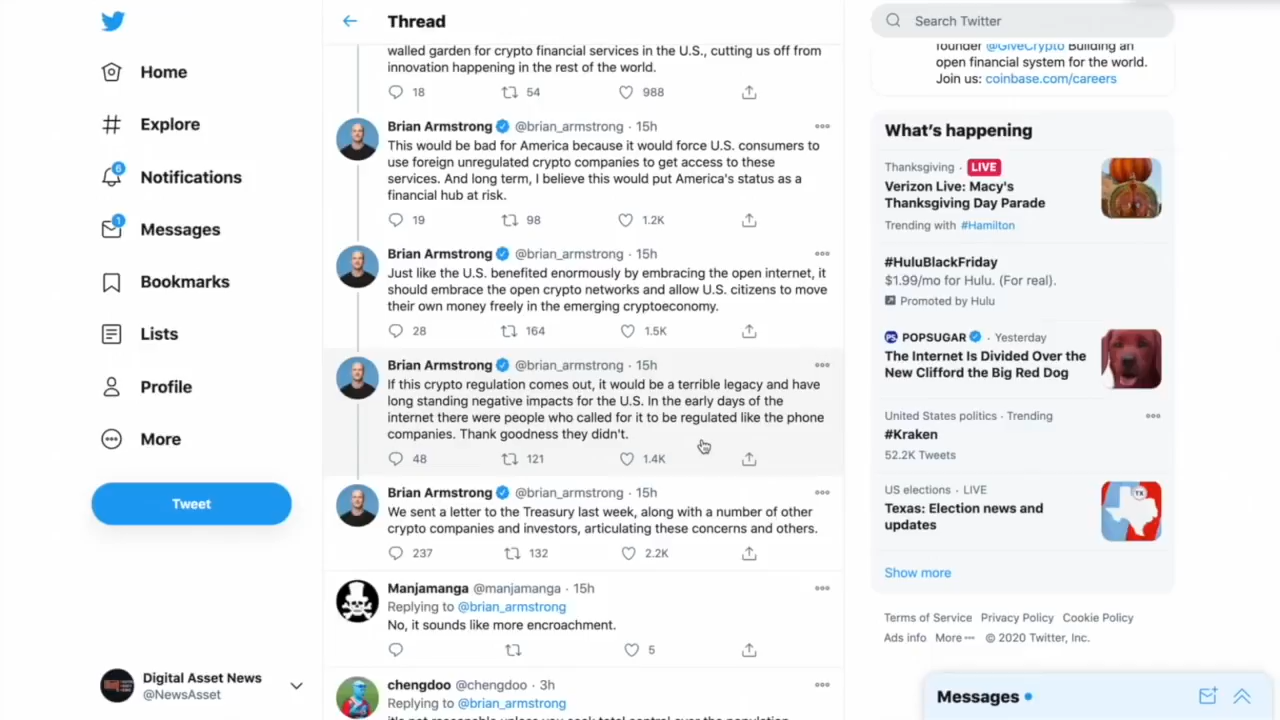 Home
Explore
6
Notifications
1
Messages
Bookmarks
Lists
Profile
More
Tweet
Digital Asset News
@NewsAsset
Thread
walled garden for crypto financial services in the U.S., cutting us off from
innovation happening in the rest of the world.
18 54 988
Brian Armstrong @brian_armstrong · 15h
This would be bad for America because it would force U.S. consumers to
use foreign unregulated crypto companies to get access to these
services. And long term, I believe this would put America's status as a
financial hub at risk.
19 98 1.2K
Brian Armstrong @brian_armstrong · 15h
Just like the U.S. benefited enormously by embracing the open internet, it
should embrace the open crypto networks and allow U.S. citizens to move
their own money freely in the emerging cryptoeconomy.
28 164 1.5K
Brian Armstrong @brian_armstrong · 15h
If this crypto regulation comes out, it would be a terrible legacy and have
long standing negative impacts for the U.S. In the early days of the
internet there were people who called for it to be regulated like the phone
companies. Thank goodness they didn't.
48 121 1.4K
Brian Armstrong @brian_armstrong · 15h
We sent a letter to the Treasury last week, along with a number of other
crypto companies and investors, articulating these concerns and others.
237 132 2.2K
Manjamanga @manjamanga · 15h
Replying to @brian_armstrong
No, it sounds like more encroachment.
5
chengdoo @chengdoo · 3h
Replying to @brian_armstrong
it's not reasonable unless you seek total control over the population
Search Twitter
founder @GiveCrypto Building an
open financial system for the world.
Join us: coinbase.com/careers
What's happening
Thanksgiving · LIVE
Verizon Live: Macy's
Thanksgiving Day Parade
Trending with #Hamilton
#HuluBlackFriday
$1.99/mo for Hulu. (For real).
Promoted by Hulu
PS POPSUGAR · Yesterday
The Internet Is Divided Over the
New Clifford the Big Red Dog
United States politics · Trending
#Kraken
52.2K Tweets
US elections · LIVE
Texas: Election news and
updates
TX
Show more
Terms of Service Privacy Policy Cookie Policy
Ads info More ··· © 2020 Twitter, Inc.
Messages